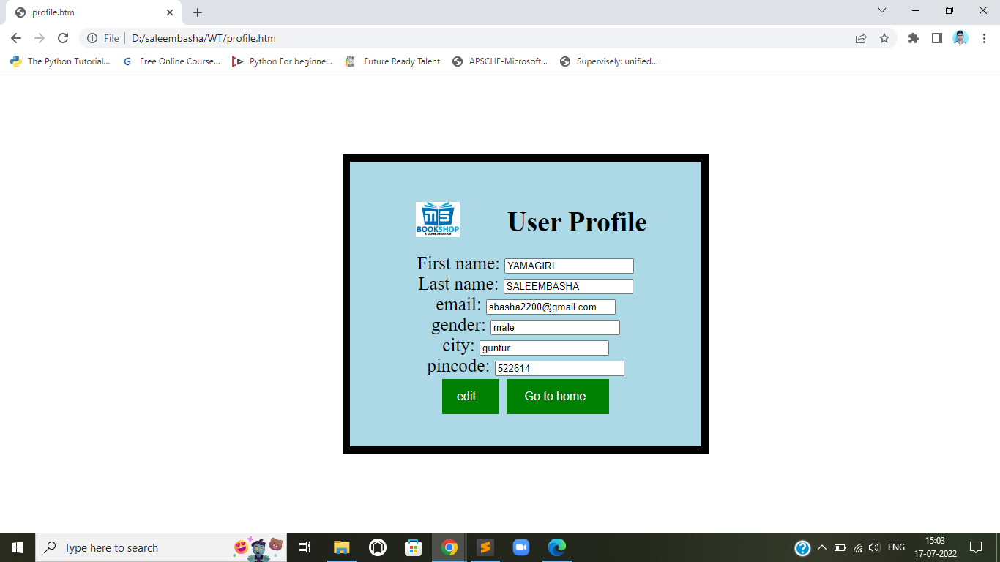 profile.htm
File D:/saleembasha/WT/profile.htm
The Python Tutorial... Free Online Course... Python For beginne... Future Ready Talent APSCHE-Microsoft... Supervisely: unified...
MS
BOOKSHOP
& COMMUNICATION
User Profile
First name: YAMAGIRI
Last name: SALEEMBASHA
email: sbasha2200@gmail.com
gender: male
city: guntur
pincode: 522614
edit Go to home
Type here to search
ENG
15:03
17-07-2022